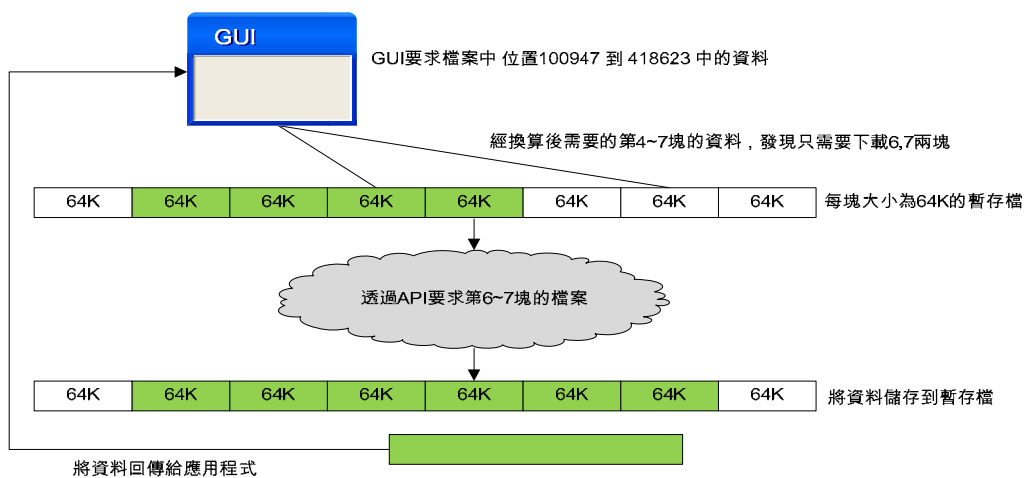 GUI
GUI要求檔案中 位置100947 到 418623 中的資料
經換算後需要的第4~7塊的資料，發現只需要下載6,7兩塊
64K 64K 64K 64K 64K 64K 64K 64K
每塊大小為64K的暫存檔
透過API要求第6~7塊的檔案
64K 64K 64K 64K 64K 64K 64K 64K
將資料儲存到暫存檔
將資料回傳給應用程式